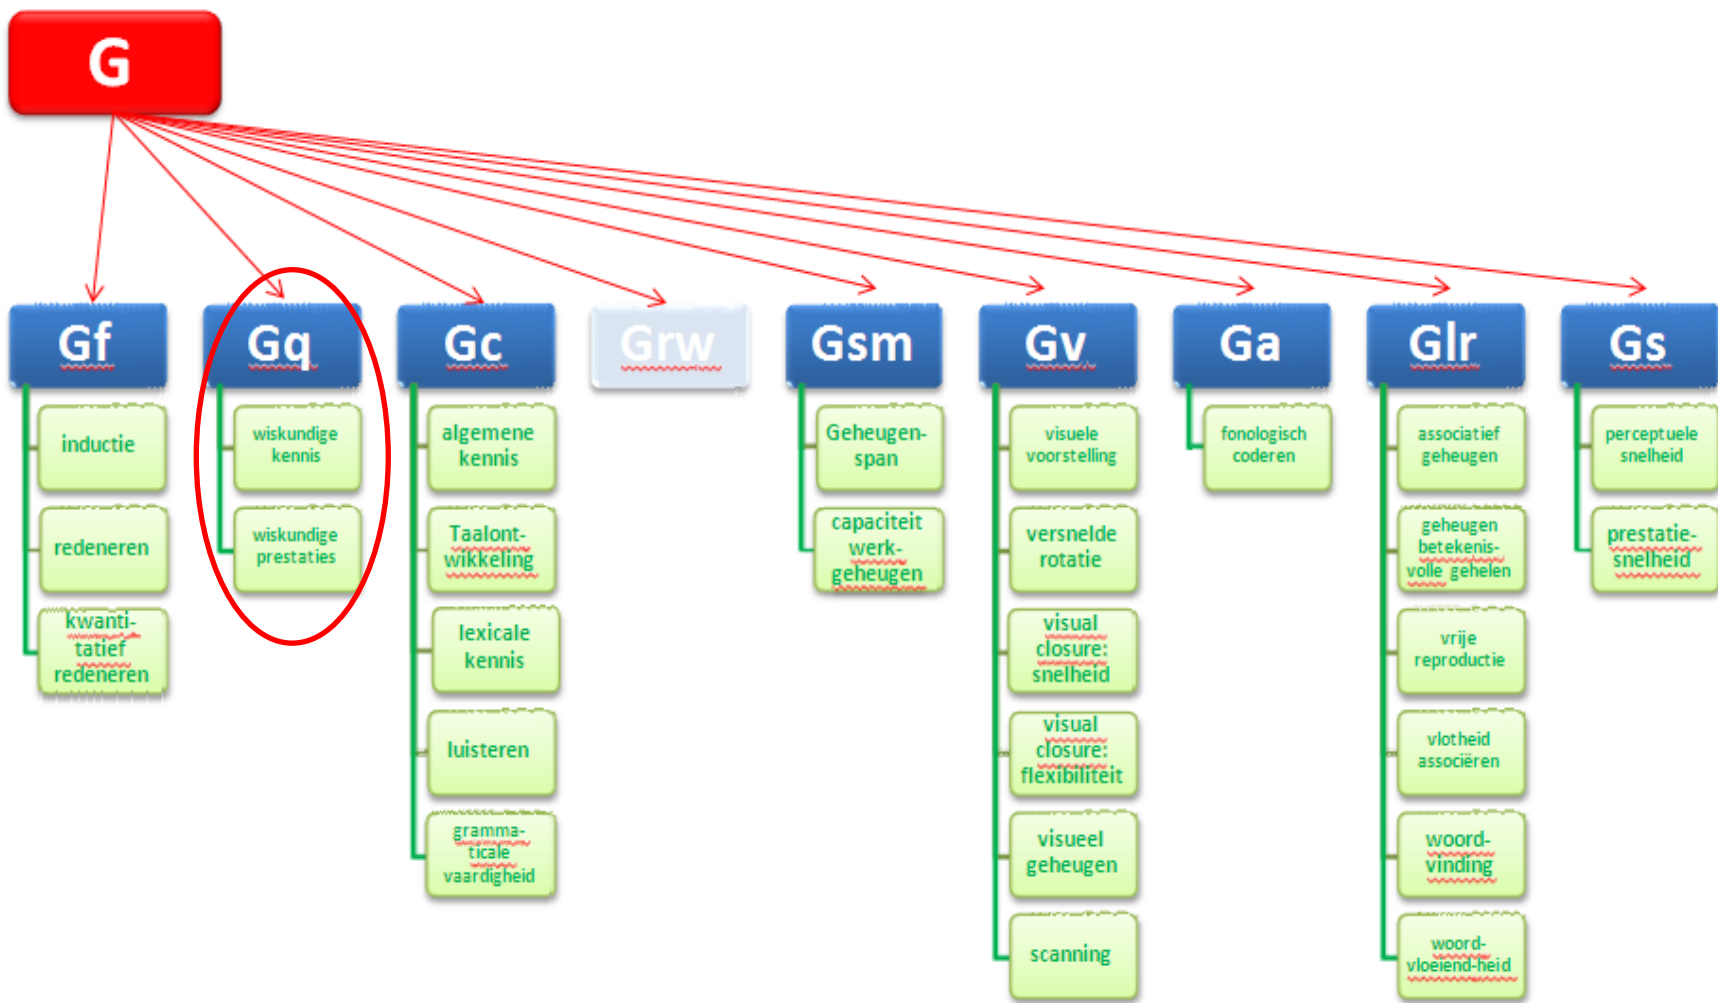 G
Gf
Gq
Gc
Grw
Gsm
Gv
Ga
Glr
Gs
inductie
redeneren
kwanti-
tatief
redeneren
wiskundige
kennis
wiskundige
prestaties
algemene
kennis
Taalont-
wikkeling
lexicale
kennis
luisteren
gramma-
ticale
vaardigheid
Geheugen-
span
capaciteit
werk-
geheugen
visuele
voorstelling
versnelde
rotatie
visual
closure:
snelheid
visual
closure:
flexibiliteit
visueel
geheugen
scanning
fonologisch
coderen
associatief
geheugen
geheugen
betekenis-
volle gehelen
vrije
reproductie
vlotheid
associëren
woord-
vinding
woord-
vloeiend-heid
perceptuele
snelheid
prestatie-
snelheid